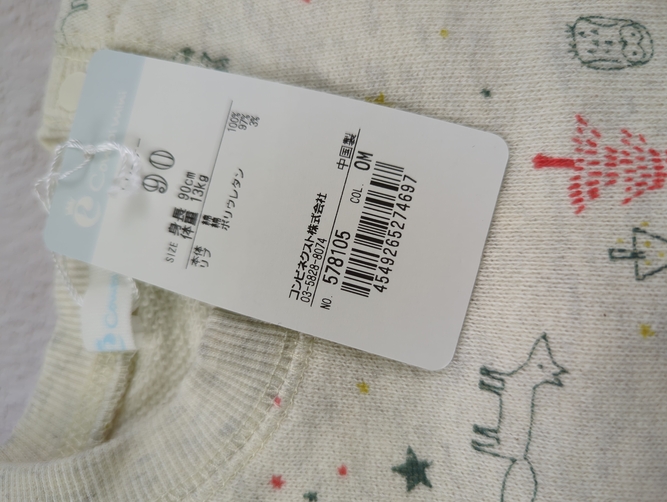 90
SIZE 身長 90cm
体重 13kg
本体 綿 100%
リブ 綿 97%
ポリウレタン 3%
コンビネクスト株式会社
03-5828-8074
中国製
NO. 578105 COL. OM
4549265274697